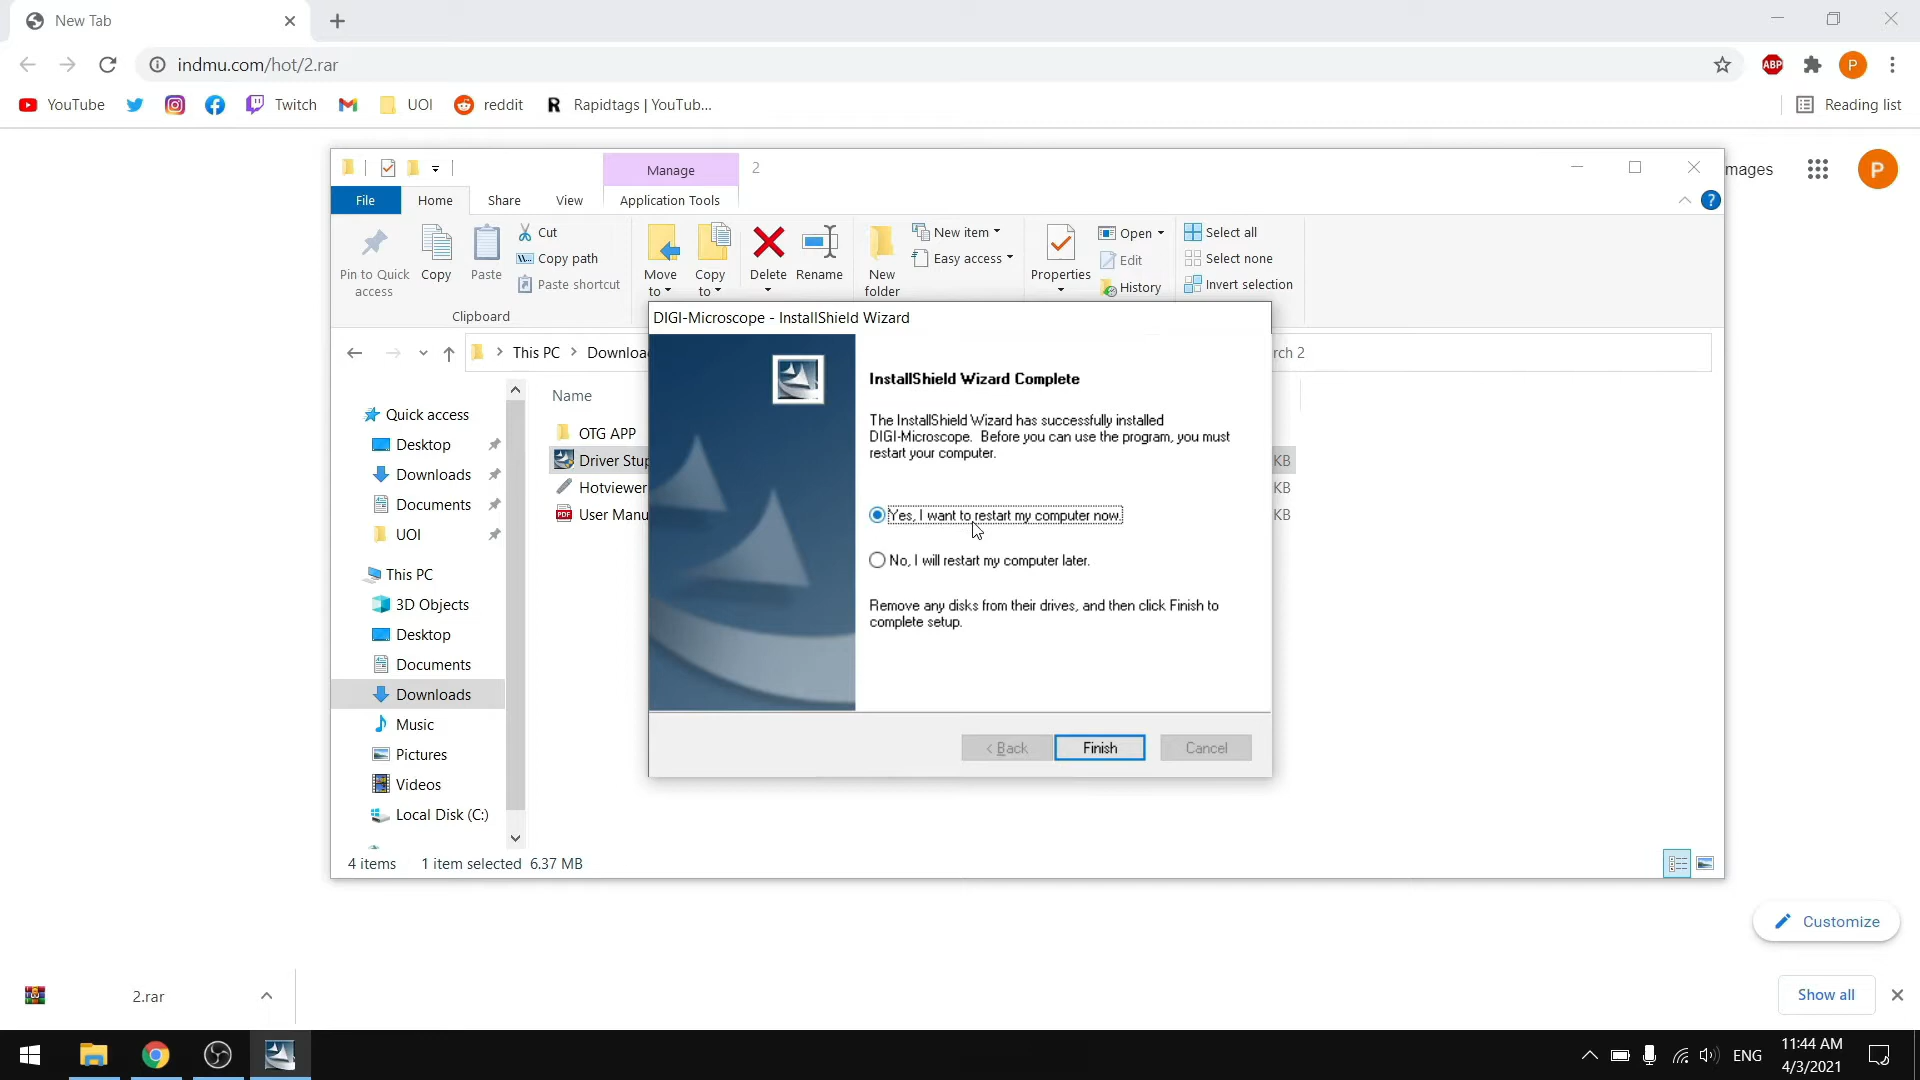 New Tab
indmu.com/hot/2.rar
ABP
P
YouTube
Twitch
UOI
reddit
R Rapidtags | YouTub...
Reading list
Manage
2
mages
P
File
Home
Share
View
Application Tools
?
Pin to Quick access
Copy
Paste
Cut
Copy path
Paste shortcut
Clipboard
Move to
Copy to
Delete
Rename
New folder
New item
Easy access
Properties
Open
Edit
History
Select all
Select none
Invert selection
This PC > Downloa
rch 2
Name
OTG APP
Driver Stup
Hotviewer
PDF User Manu
KB
KB
KB
Quick access
Desktop
Downloads
Documents
UOI
This PC
3D Objects
Desktop
Documents
Downloads
Music
Pictures
Videos
Local Disk (C:)
4 items 1 item selected 6.37 MB
DIGI-Microscope - InstallShield Wizard
InstallShield Wizard Complete
The InstallShield Wizard has successfully installed
DIGI-Microscope. Before you can use the program, you must
restart your computer.
Yes, I want to restart my computer now.
No, I will restart my computer later.
Remove any disks from their drives, and then click Finish to
complete setup.
< Back
Finish
Cancel
Customize
2.rar
Show all
ENG
11:44 AM
4/3/2021